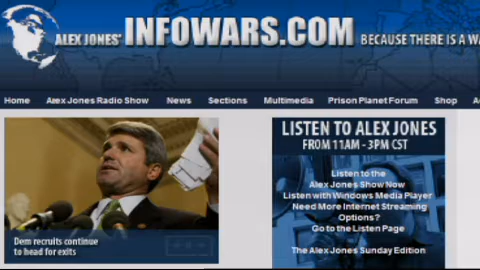 ALEX JONES' INFOWARS.COM BECAUSE THERE IS A WA
Home Alex Jones Radio Show News Sections Multimedia Prison Planet Forum Shop A
LISTEN TO ALEX JONES
FROM 11AM - 3PM CST
Listen to the
Alex Jones Show Now
Listen with Windows Media Player
Need More Internet Streaming
Options?
Go to the Listen Page
The Alex Jones Sunday Edition
Dem recruits continue
to head for exits